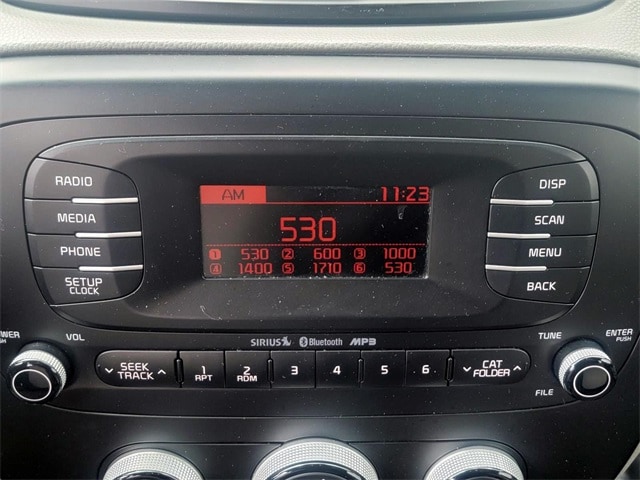 RADIO
MEDIA
PHONE
SETUP
CLOCK
AM 11:23
530
1 530 2 600 3 1000
4 1400 5 1710 6 530
DISP
SCAN
MENU
BACK
VOL
SIRIUS Bluetooth MP3
TUNE
ENTER
PUSH
SEEK
TRACK
1
RPT
2
RDM
3
4
5
6
CAT
FOLDER
FILE